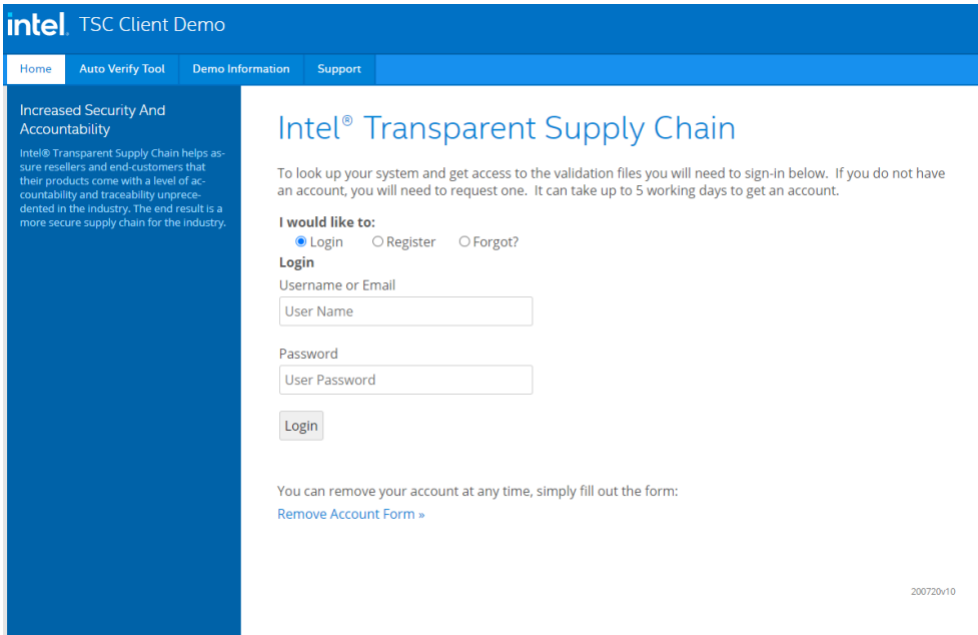 intel. TSC Client Demo
Home Auto Verify Tool Demo Information Support
Increased Security And
Accountability
Intel® Transparent Supply Chain helps as-
sure resellers and end-customers that
their products come with a level of ac-
countability and traceability unprece-
dented in the industry. The end result is a
more secure supply chain for the industry.
Intel® Transparent Supply Chain
To look up your system and get access to the validation files you will need to sign-in below. If you do not have
an account, you will need to request one. It can take up to 5 working days to get an account.
I would like to:
Login Register Forgot?
Login
Username or Email
User Name
Password
User Password
Login
You can remove your account at any time, simply fill out the form:
Remove Account Form »
200720v10